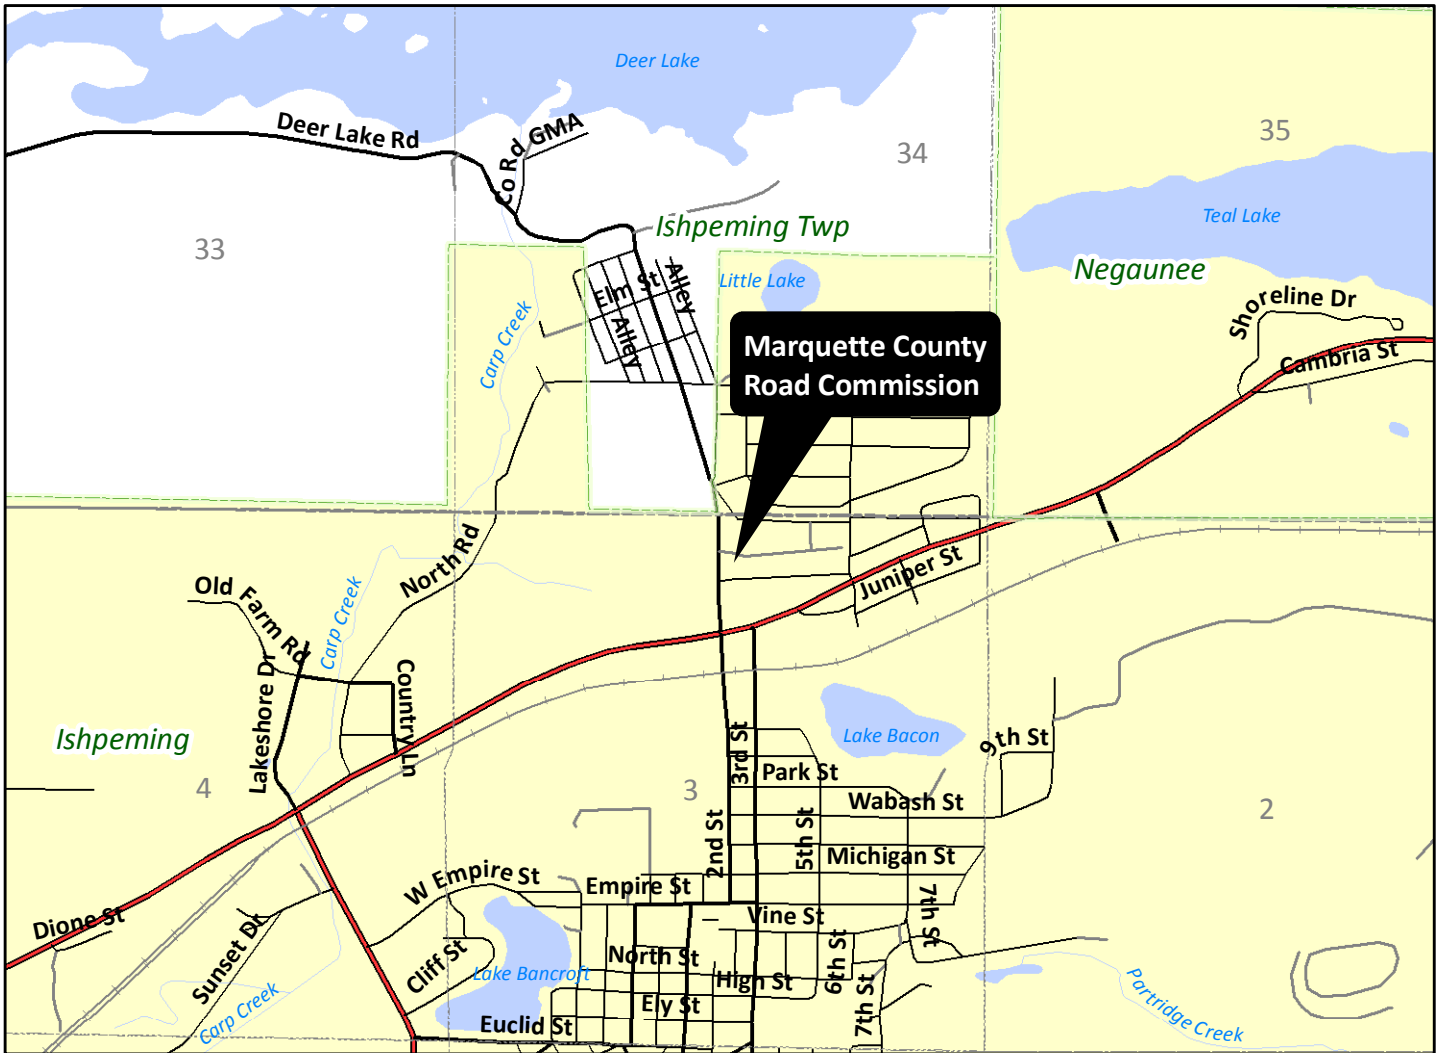 Deer Lake
Deer Lake Rd
Co Rd GMA
34
35
33
Ishpeming Twp
Teal Lake
Negaunee
Little Lake
Elm St
Alley
Alley
Carp Creek
Shoreline Dr
Cambria St
Marquette County
Road Commission
North Rd
Juniper St
Old Farm Rd
Carp Creek
Lakeshore Dr
Country Ln
Ishpeming
4
3
2
Lake Bacon
9th St
3rd St
Park St
Wabash St
2nd St
5th St
Michigan St
W Empire St
Empire St
7th St
Vine St
Dione St
Sunset Dr
Cliff St
North St
6th St
Lake Bancroft
High St
Ely St
7th St
Carp Creek
Euclid St
Partridge Creek